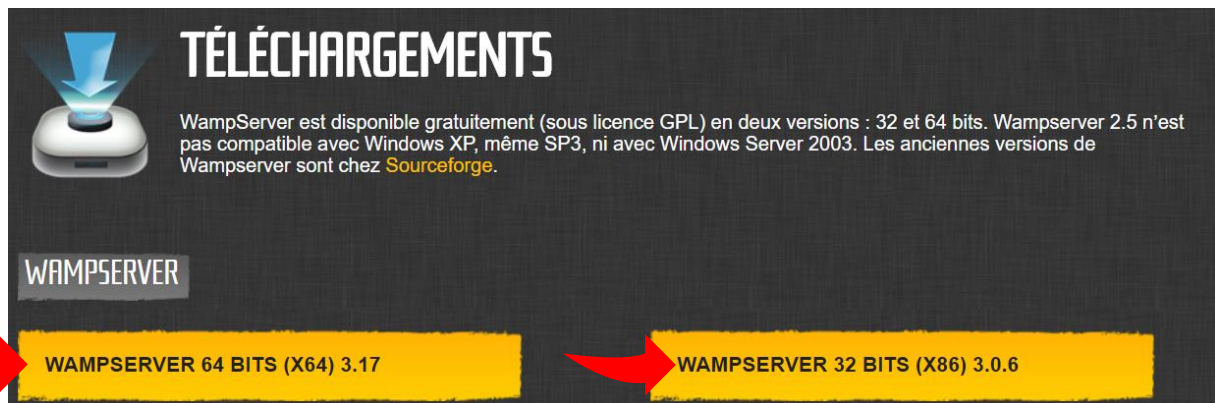 TÉLÉCHARGEMENTS
WampServer est disponible gratuitement (sous licence GPL) en deux versions : 32 et 64 bits. Wampserver 2.5 n'est
pas compatible avec Windows XP, même SP3, ni avec Windows Server 2003. Les anciennes versions de
Wampserver sont chez Sourceforge.
WAMPSERVER
WAMPSERVER 64 BITS (X64) 3.17
WAMPSERVER 32 BITS (X86) 3.0.6